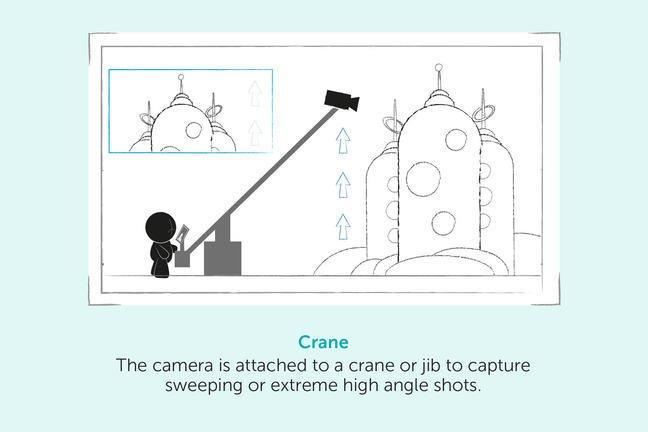 Crane
The camera is attached to a crane or jib to capture
sweeping or extreme high angle shots.